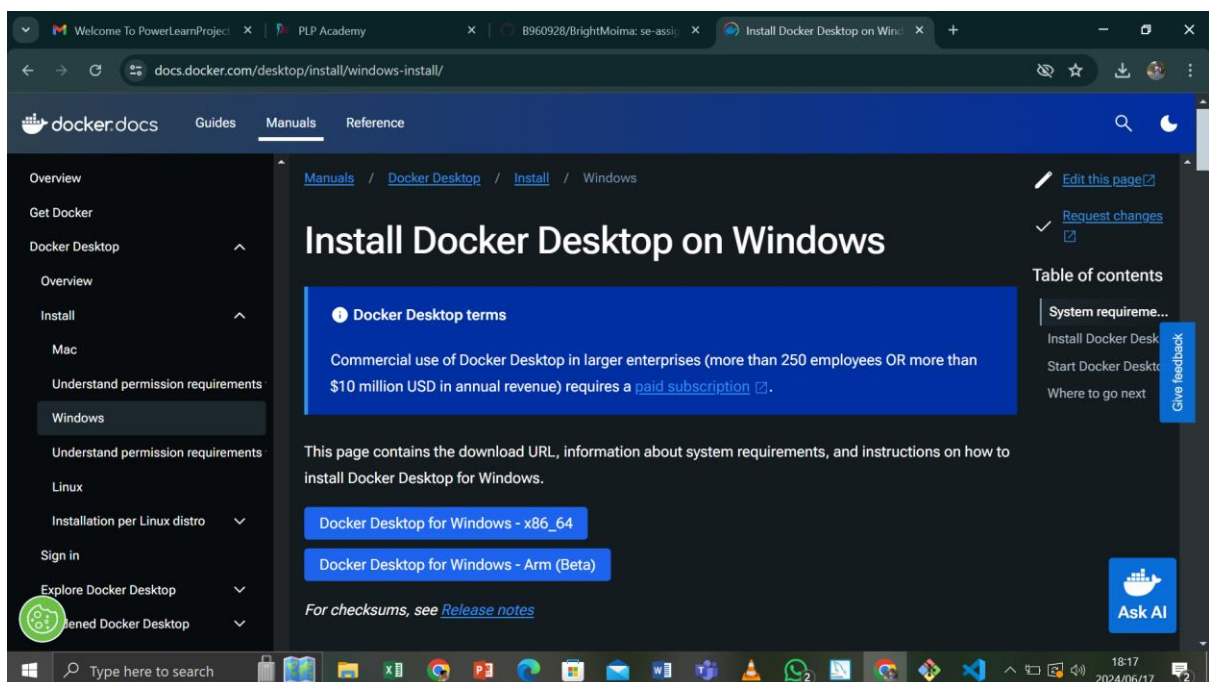 Welcome To PowerLearnProject
PLP Academy
B960928/BrightMoima: se-assig
Install Docker Desktop on Wind
docs.docker.com/desktop/install/windows-install/
docker.docs
Guides
Manuals
Reference
Overview
Get Docker
Docker Desktop
Overview
Install
Mac
Understand permission requirements
Windows
Understand permission requirements
Linux
Installation per Linux distro
Sign in
Explore Docker Desktop
ened Docker Desktop
Manuals / Docker Desktop / Install / Windows
Install Docker Desktop on Windows
Docker Desktop terms
Commercial use of Docker Desktop in larger enterprises (more than 250 employees OR more than
$10 million USD in annual revenue) requires a paid subscription.
This page contains the download URL, information about system requirements, and instructions on how to
install Docker Desktop for Windows.
Docker Desktop for Windows - x86_64
Docker Desktop for Windows - Arm (Beta)
For checksums, see Release notes
Edit this page
Request changes
Table of contents
System requireme...
Install Docker Desk
Start Docker Deskto
Where to go next
Give feedback
Ask AI
Type here to search
18:17
2024/06/17